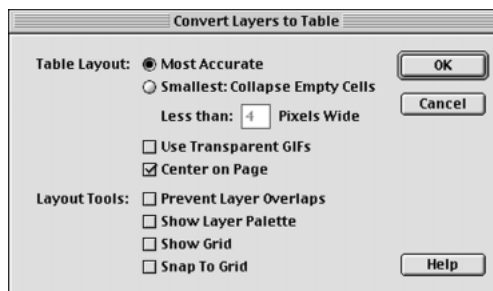 Convert Layers to Table
Table Layout: Most Accurate
Smallest: Collapse Empty Cells
Less than: 4 Pixels Wide
Use Transparent GIFs
Center on Page
Layout Tools: Prevent Layer Overlaps
Show Layer Palette
Show Grid
Snap To Grid
OK
Cancel
Help